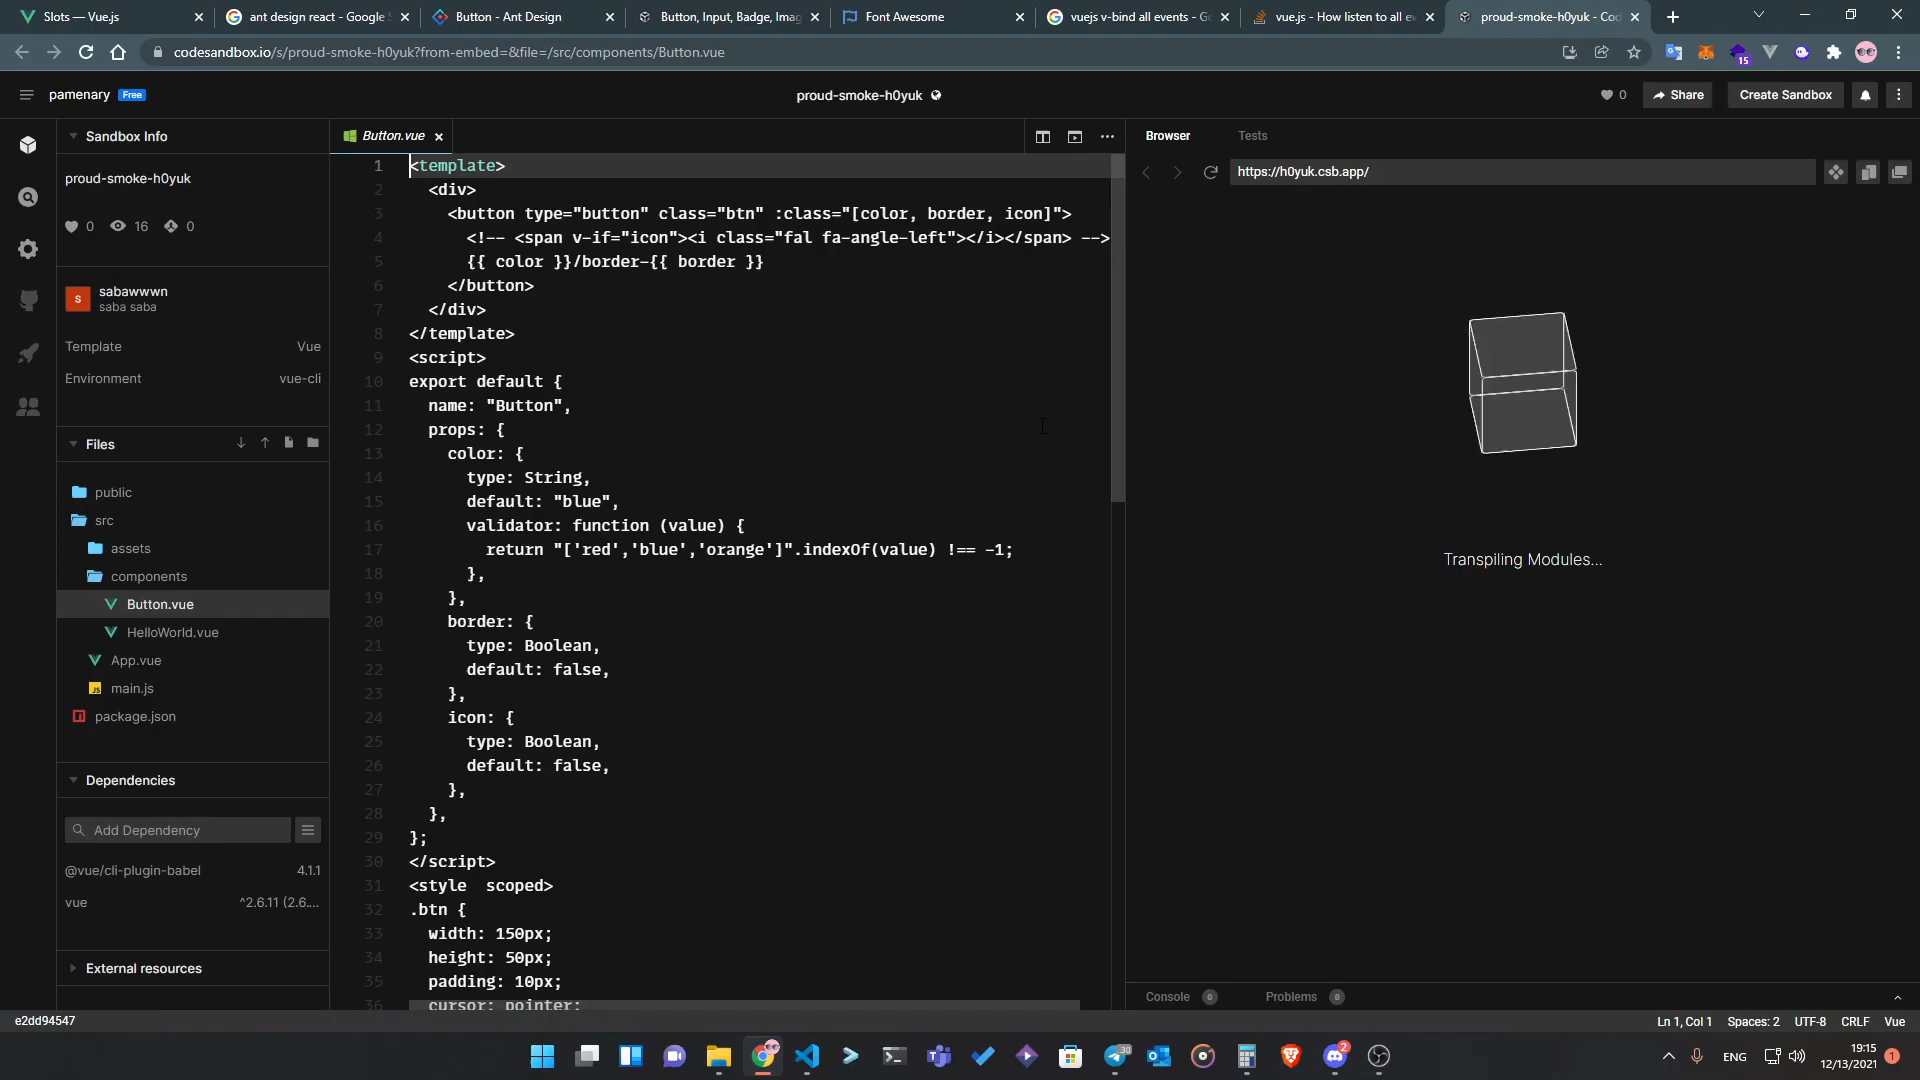 Slots — Vue.js
ant design react - Google S
Button - Ant Design
Button, Input, Badge, Imag
Font Awesome
vuejs v-bind all events - Go
vue.js - How listen to all ev
proud-smoke-h0yuk - Cod
codesandbox.io/s/proud-smoke-h0yuk?from-embed=&file=/src/components/Button.vue
15
pamenary Free
proud-smoke-h0yuk
0
Share
Create Sandbox
Sandbox Info
proud-smoke-h0yuk
0 16 0
S
sabawwwn
saba saba
Template Vue
Environment vue-cli
Files
public
src
assets
components
Button.vue
HelloWorld.vue
App.vue
JS main.js
package.json
Dependencies
Add Dependency
@vue/cli-plugin-babel 4.1.1
vue ^2.6.11 (2.6....
External resources
Button.vue
1 <template>
2 <div>
3 <button type="button" class="btn" :class="[color, border, icon]">
4 <!-- <span v-if="icon"><i class="fal fa-angle-left"></i></span> -->
5 {{ color }}/border-{{ border }}
6 </button>
7 </div>
8 </template>
9 <script>
10 export default {
11 name: "Button",
12 props: {
13 color: {
14 type: String,
15 default: "blue",
16 validator: function (value) {
17 return "['red','blue','orange']".indexOf(value) !== -1;
18 },
19 },
20 border: {
21 type: Boolean,
22 default: false,
23 },
24 icon: {
25 type: Boolean,
26 default: false,
27 },
28 },
29 };
30 </script>
31 <style  scoped>
32 .btn {
33 width: 150px;
34 height: 50px;
35 padding: 10px;
36 cursor: pointer;
Browser
Tests
https://h0yuk.csb.app/
Transpiling Modules...
Console 0
Problems 0
e2dd94547
Ln 1, Col 1
Spaces: 2
UTF-8
CRLF
Vue
30
2
ENG
19:15
12/13/2021
1